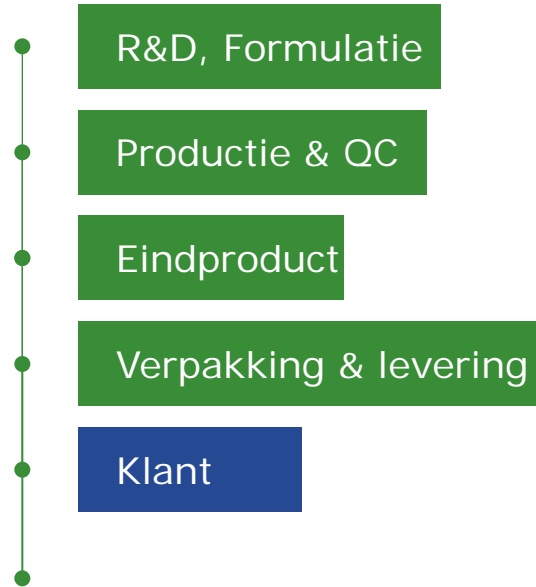 R&D, Formulatie
Productie & QC
Eindproduct
Verpakking & levering
Klant